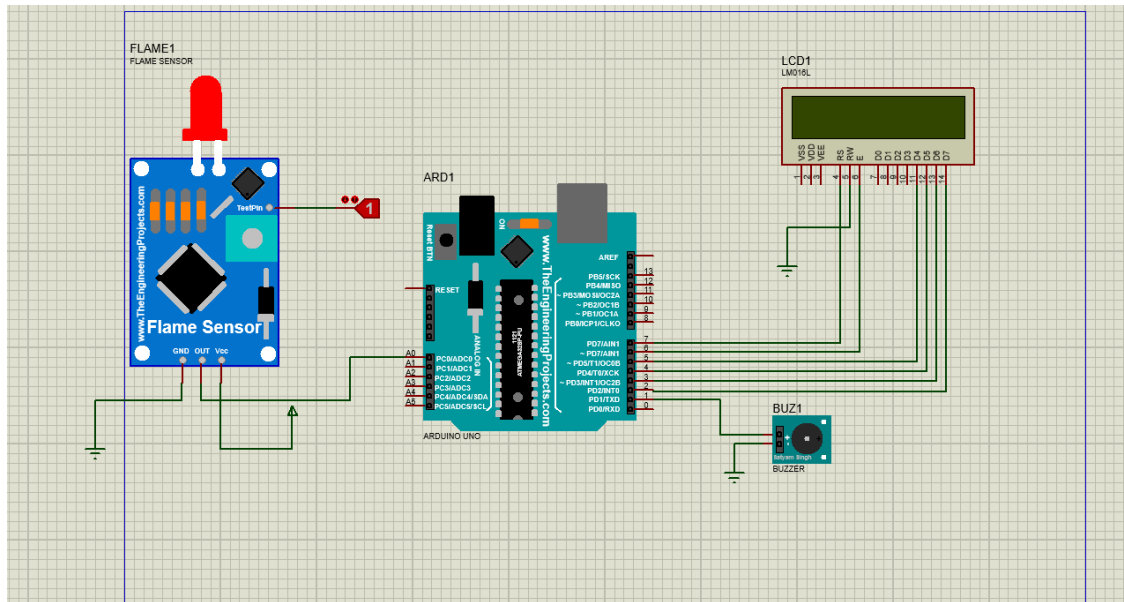 FLAME1
FLAME SENSOR
www.TheEngineeringProjects.com
TestPin
Flame Sensor
GND OUT Vcc
1
ARD1
Reset BTN
ON
www.TheEngineeringProjects.com
RESET
ANALOG IN
1121
ATMEGA328P-PU
A0 PC0/ADC0
A1 PC1/ADC1
A2 PC2/ADC2
A3 PC3/ADC3
A4 PC4/ADC4/SDA
A5 PC5/ADC5/SCL
AREF
PB5/SCK 13
PB4/MISO 12
~ PB3/MOSI/OC2A 11
~ PB2/OC1B 10
~ PB1/OC1A 9
PB0/ICP1/CLKO 8
PD7/AIN1 7
~ PD7/AIN1 6
~ PD5/T1/OC0B 5
PD4/T0/XCK 4
~ PD3/INT1/OC2B 3
PD2/INT0 2
PD1/TXD 1
PD0/RXD 0
ARDUINO UNO
LCD1
LM016L
VSS VDD VEE RS RW E D0 D1 D2 D3 D4 D5 D6 D7
1 2 3 4 5 6 7 8 9 10 11 12 13 14
BUZ1
+
-
Satyam Singh
BUZZER